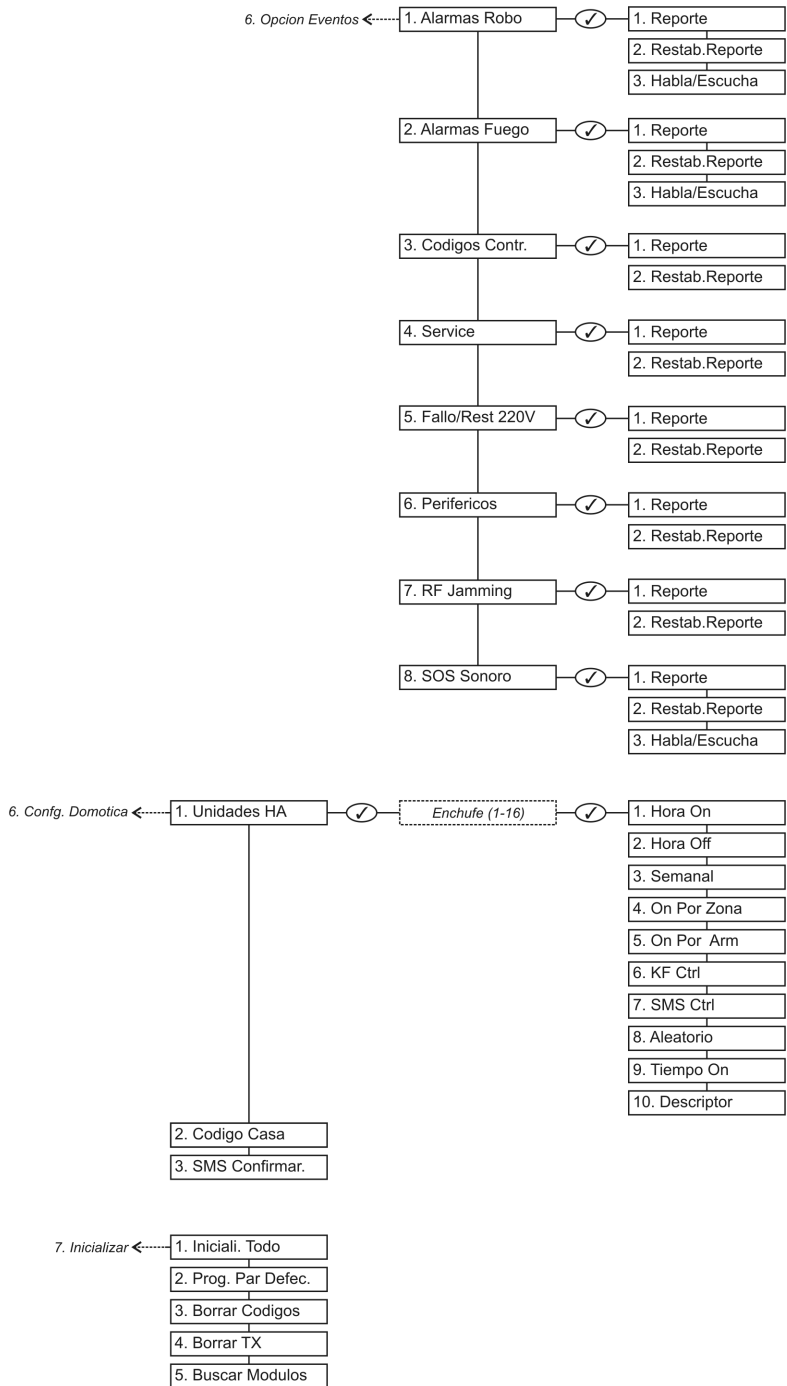 6. Opcion Eventos
1. Alarmas Robo
1. Reporte
2. Restab.Reporte
3. Habla/Escucha
2. Alarmas Fuego
1. Reporte
2. Restab.Reporte
3. Habla/Escucha
3. Codigos Contr.
1. Reporte
2. Restab.Reporte
4. Service
1. Reporte
2. Restab.Reporte
5. Fallo/Rest 220V
1. Reporte
2. Restab.Reporte
6. Perifericos
1. Reporte
2. Restab.Reporte
7. RF Jamming
1. Reporte
2. Restab.Reporte
8. SOS Sonoro
1. Reporte
2. Restab.Reporte
3. Habla/Escucha
6. Confg. Domotica
1. Unidades HA
Enchufe (1-16)
1. Hora On
2. Hora Off
3. Semanal
4. On Por Zona
5. On Por Arm
6. KF Ctrl
7. SMS Ctrl
8. Aleatorio
9. Tiempo On
10. Descriptor
2. Codigo Casa
3. SMS Confirmar.
7. Inicializar
1. Iniciali. Todo
2. Prog. Par Defec.
3. Borrar Codigos
4. Borrar TX
5. Buscar Modulos